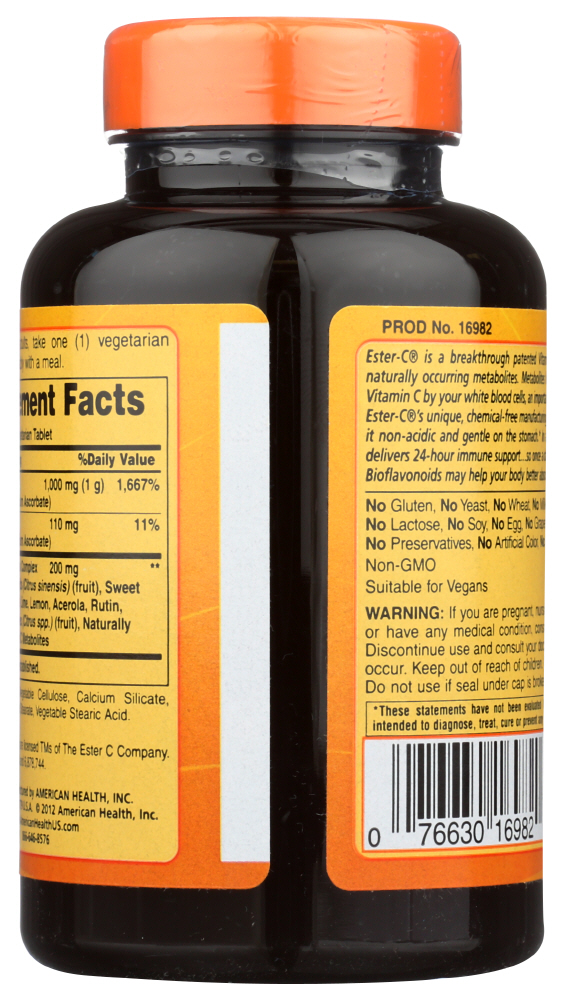 take one (1) vegetarian
with a meal.
Facts
Tablet
%Daily Value
1,000 mg (1 g) 1,667%
Ascorbate)
110 mg 11%
Ascorbate)
Complex 200 mg **
(Citrus sinensis) (fruit), Sweet
Lemon, Acerola, Rutin,
(Citrus spp.) (fruit), Naturally
Metabolites
Cellulose, Calcium Silicate,
Vegetable Stearic Acid.
licensed TMs of The Ester C Company.
by AMERICAN HEALTH, INC.
© 2012 American Health, Inc.
PROD No. 16982
Ester-C® is a breakthrough patented
naturally occurring metabolites.
Vitamin C by your white blood cells, an
Ester-C®'s unique, chemical-free
it non-acidic and gentle on the stomach.*
delivers 24-hour immune support...so once
Bioflavonoids may help your body better
No Gluten, No Yeast, No Wheat, No
No Lactose, No Soy, No Egg, No
No Preservatives, No Artificial Color,
Non-GMO
Suitable for Vegans
WARNING: If you are pregnant,
or have any medical condition,
Discontinue use and consult your
occur. Keep out of reach of children.
Do not use if seal under cap is
*These statements have not been evaluated
intended to diagnose, treat, cure or prevent
0 76630 16982